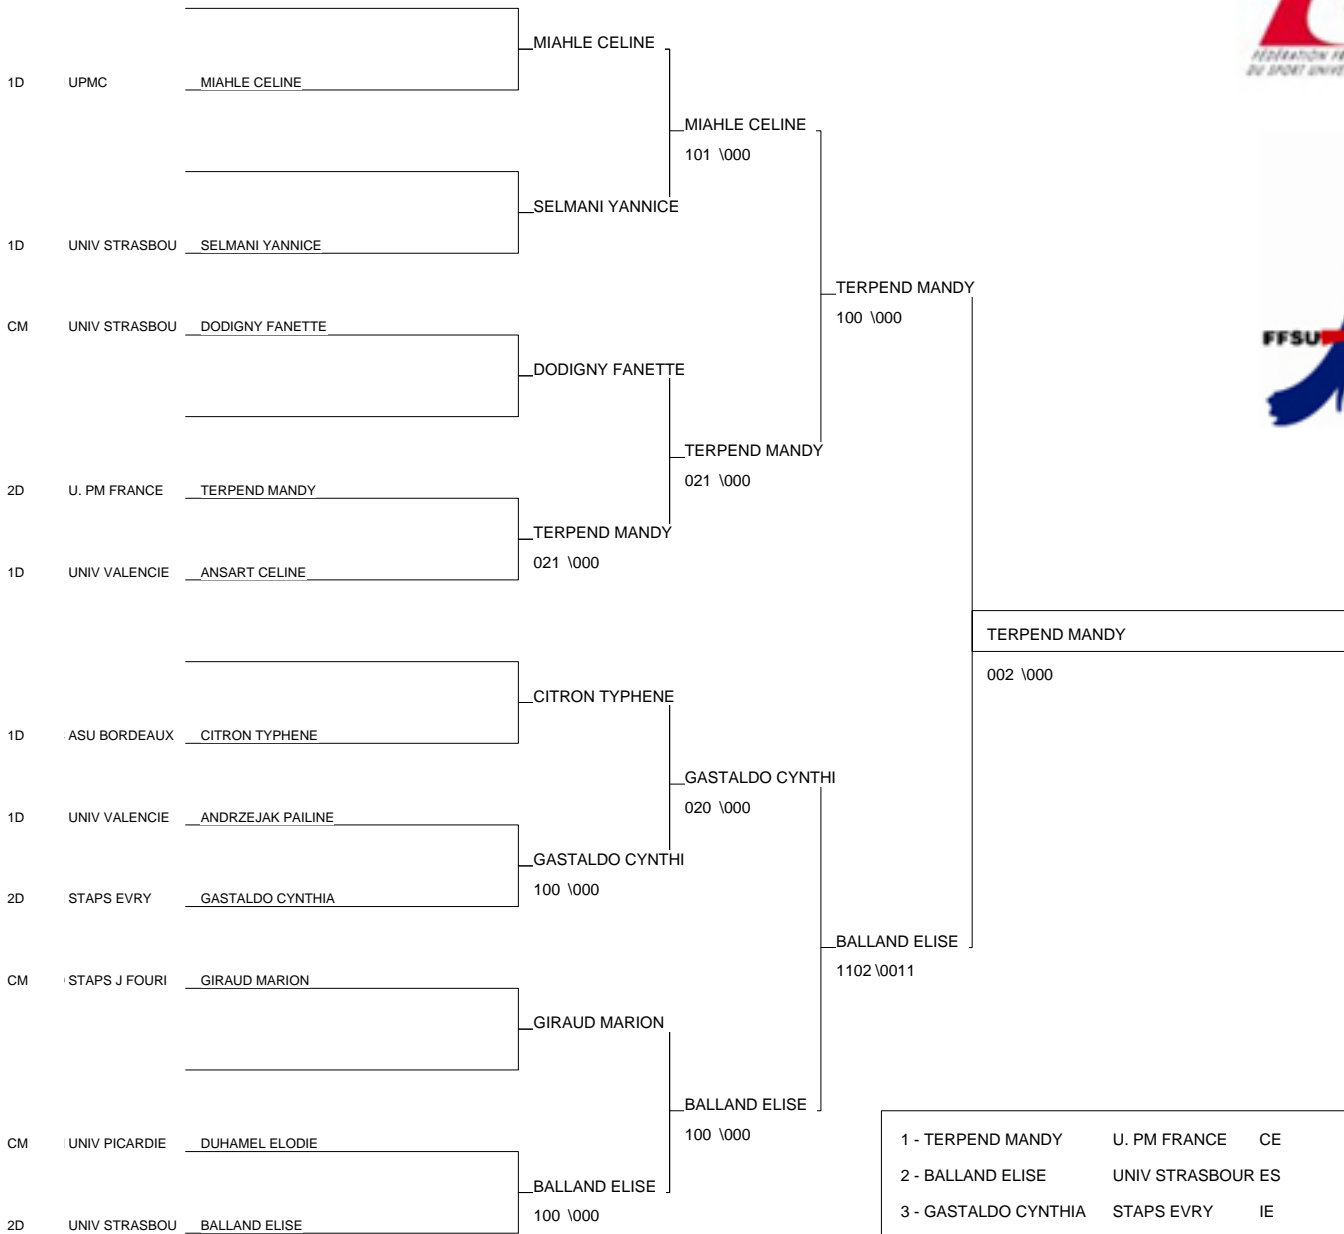 MIAHLE CELINE
1D UPMC MIAHLE CELINE
MIAHLE CELINE
101 \000
SELMANI YANNICE
1D UNIV STRASBOU SELMANI YANNICE
TERPEND MANDY
100 \000
CM UNIV STRASBOU DODIGNY FANETTE
FFSU
DODIGNY FANETTE
TERPEND MANDY
021 \000
2D U. PM FRANCE TERPEND MANDY
TERPEND MANDY
021 \000
1D UNIV VALENCIE ANSART CELINE
TERPEND MANDY
002 \000
CITRON TYPHENE
1D ASU BORDEAUX CITRON TYPHENE
GASTALDO CYNTHI
020 \000
1D UNIV VALENCIE ANDRZEJAK PAILINE
GASTALDO CYNTHI
100 \000
2D STAPS EVRY GASTALDO CYNTHIA
BALLAND ELISE
1102 \0011
CM STAPS J FOURI GIRAUD MARION
GIRAUD MARION
BALLAND ELISE
100 \000
CM UNIV PICARDIE DUHAMEL ELODIE
BALLAND ELISE
100 \000
2D UNIV STRASBOU BALLAND ELISE
1 - TERPEND MANDY U. PM FRANCE CE
2 - BALLAND ELISE UNIV STRASBOUR ES
3 - GASTALDO CYNTHIA STAPS EVRY IE